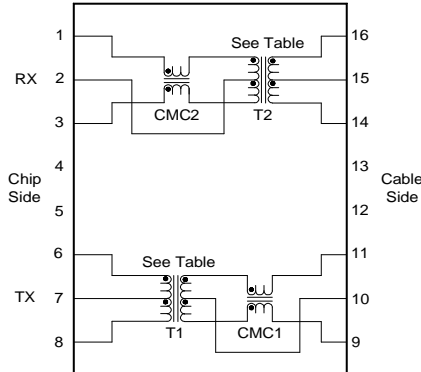 1
16
See Table
RX
2
15
3
CMC2
T2
14
4
13
Chip
Side
Cable
Side
5
12
6
11
See Table
TX
7
10
8
T1
CMC1
9